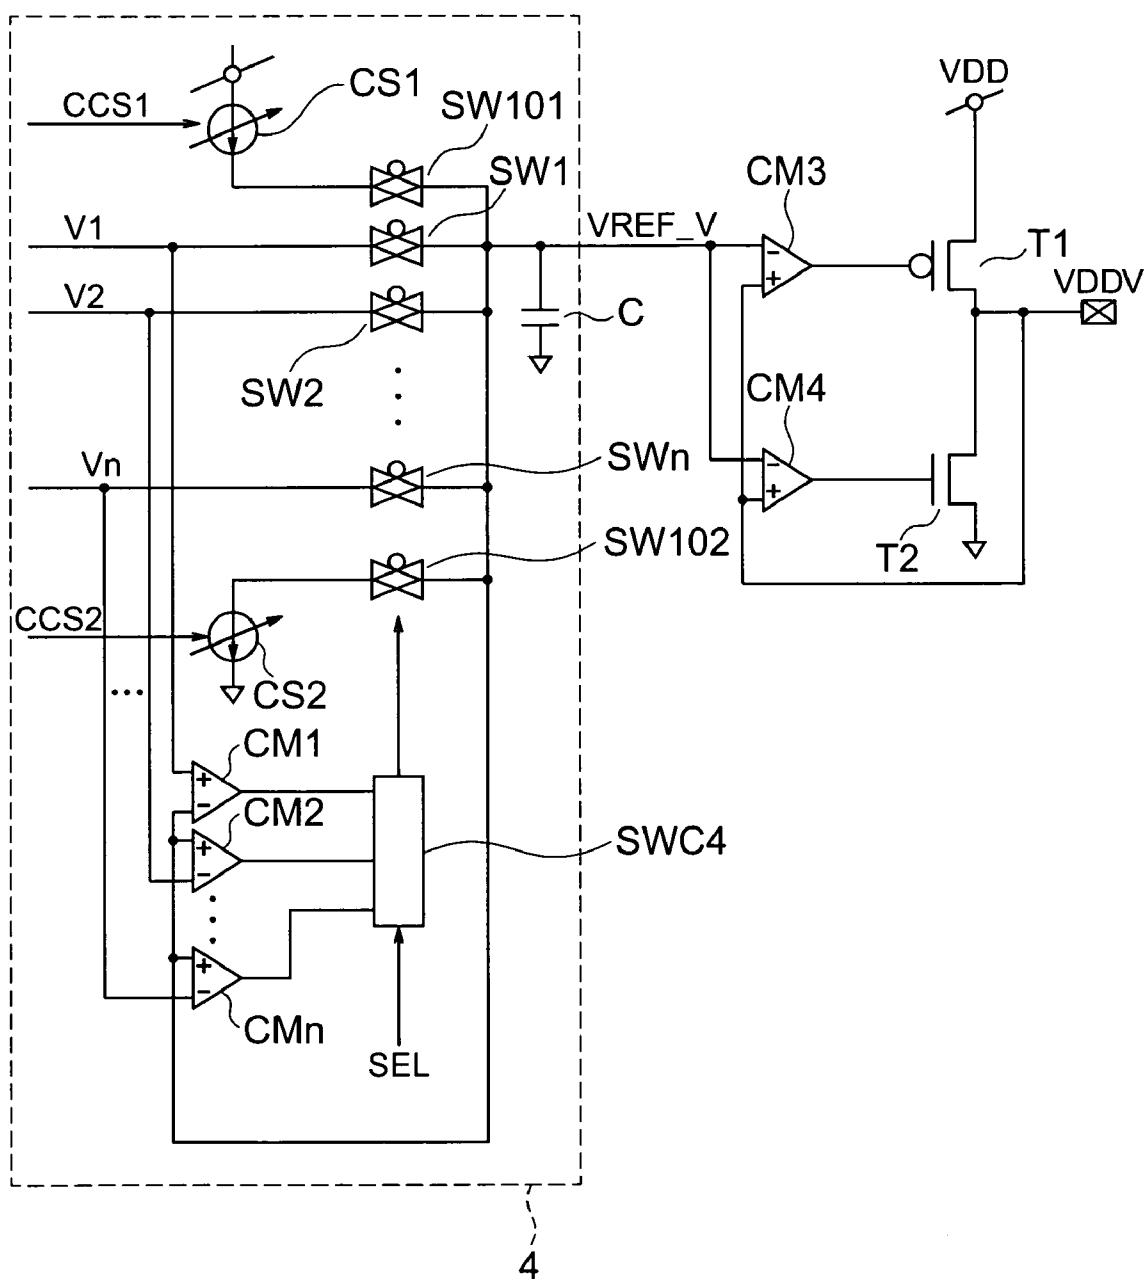 VDD
CS1
CCS1
SW101
SW1
CM3
V1
VREF_V
T1
VDDV
V2
C
SW2
CM4
Vn
SWn
SW102
T2
CCS2
CS2
CM1
CM2
SWC4
CMn
SEL
4
- + - + + - + - + -